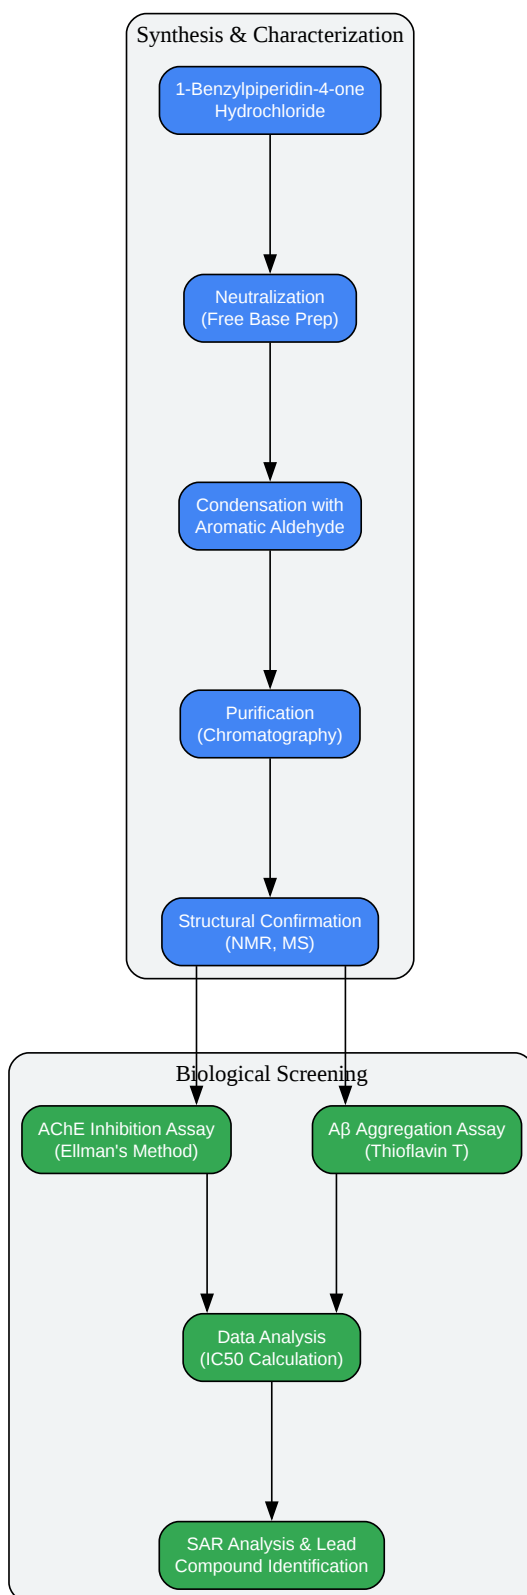 Synthesis & Characterization
1-Benzylpiperidin-4-one
Hydrochloride
Neutralization
(Free Base Prep)
Condensation with
Aromatic Aldehyde
Purification
(Chromatography)
Structural Confirmation
(NMR, MS)
Biological Screening
AChE Inhibition Assay
(Ellman's Method)
Aβ Aggregation Assay
(Thioflavin T)
Data Analysis
(IC50 Calculation)
SAR Analysis & Lead
Compound Identification